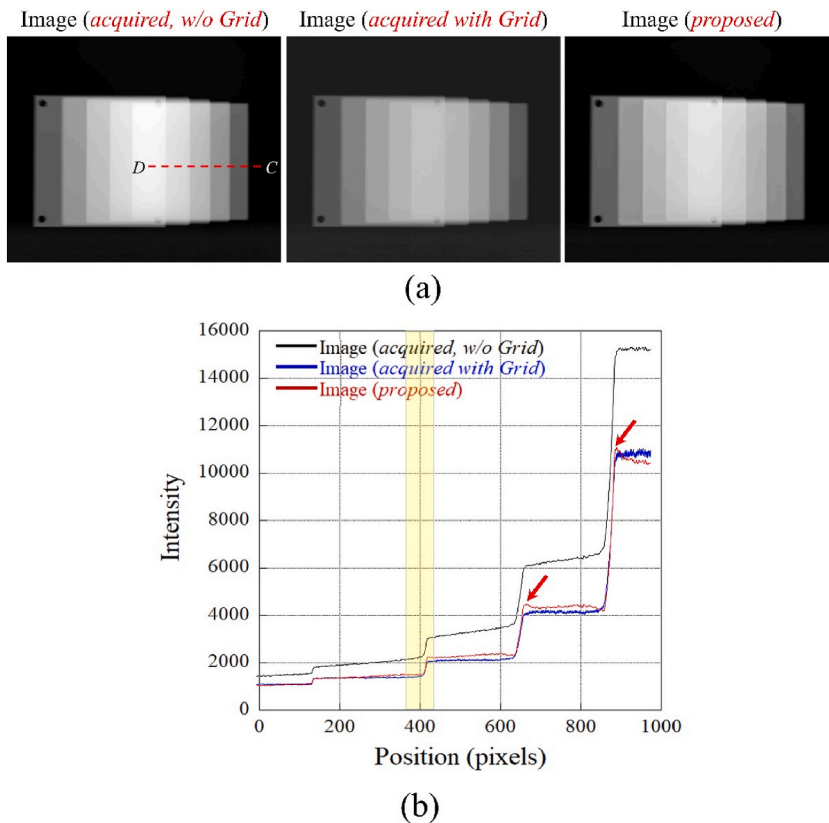 Image (acquired, w/o Grid) Image (acquired with Grid) Image (proposed)
D C
(a)
16000
14000
12000
10000
8000
6000
4000
2000
0
Intensity
Image (acquired, w/o Grid)
Image (acquired with Grid)
Image (proposed)
0 200 400 600 800 1000
Position (pixels)
(b)